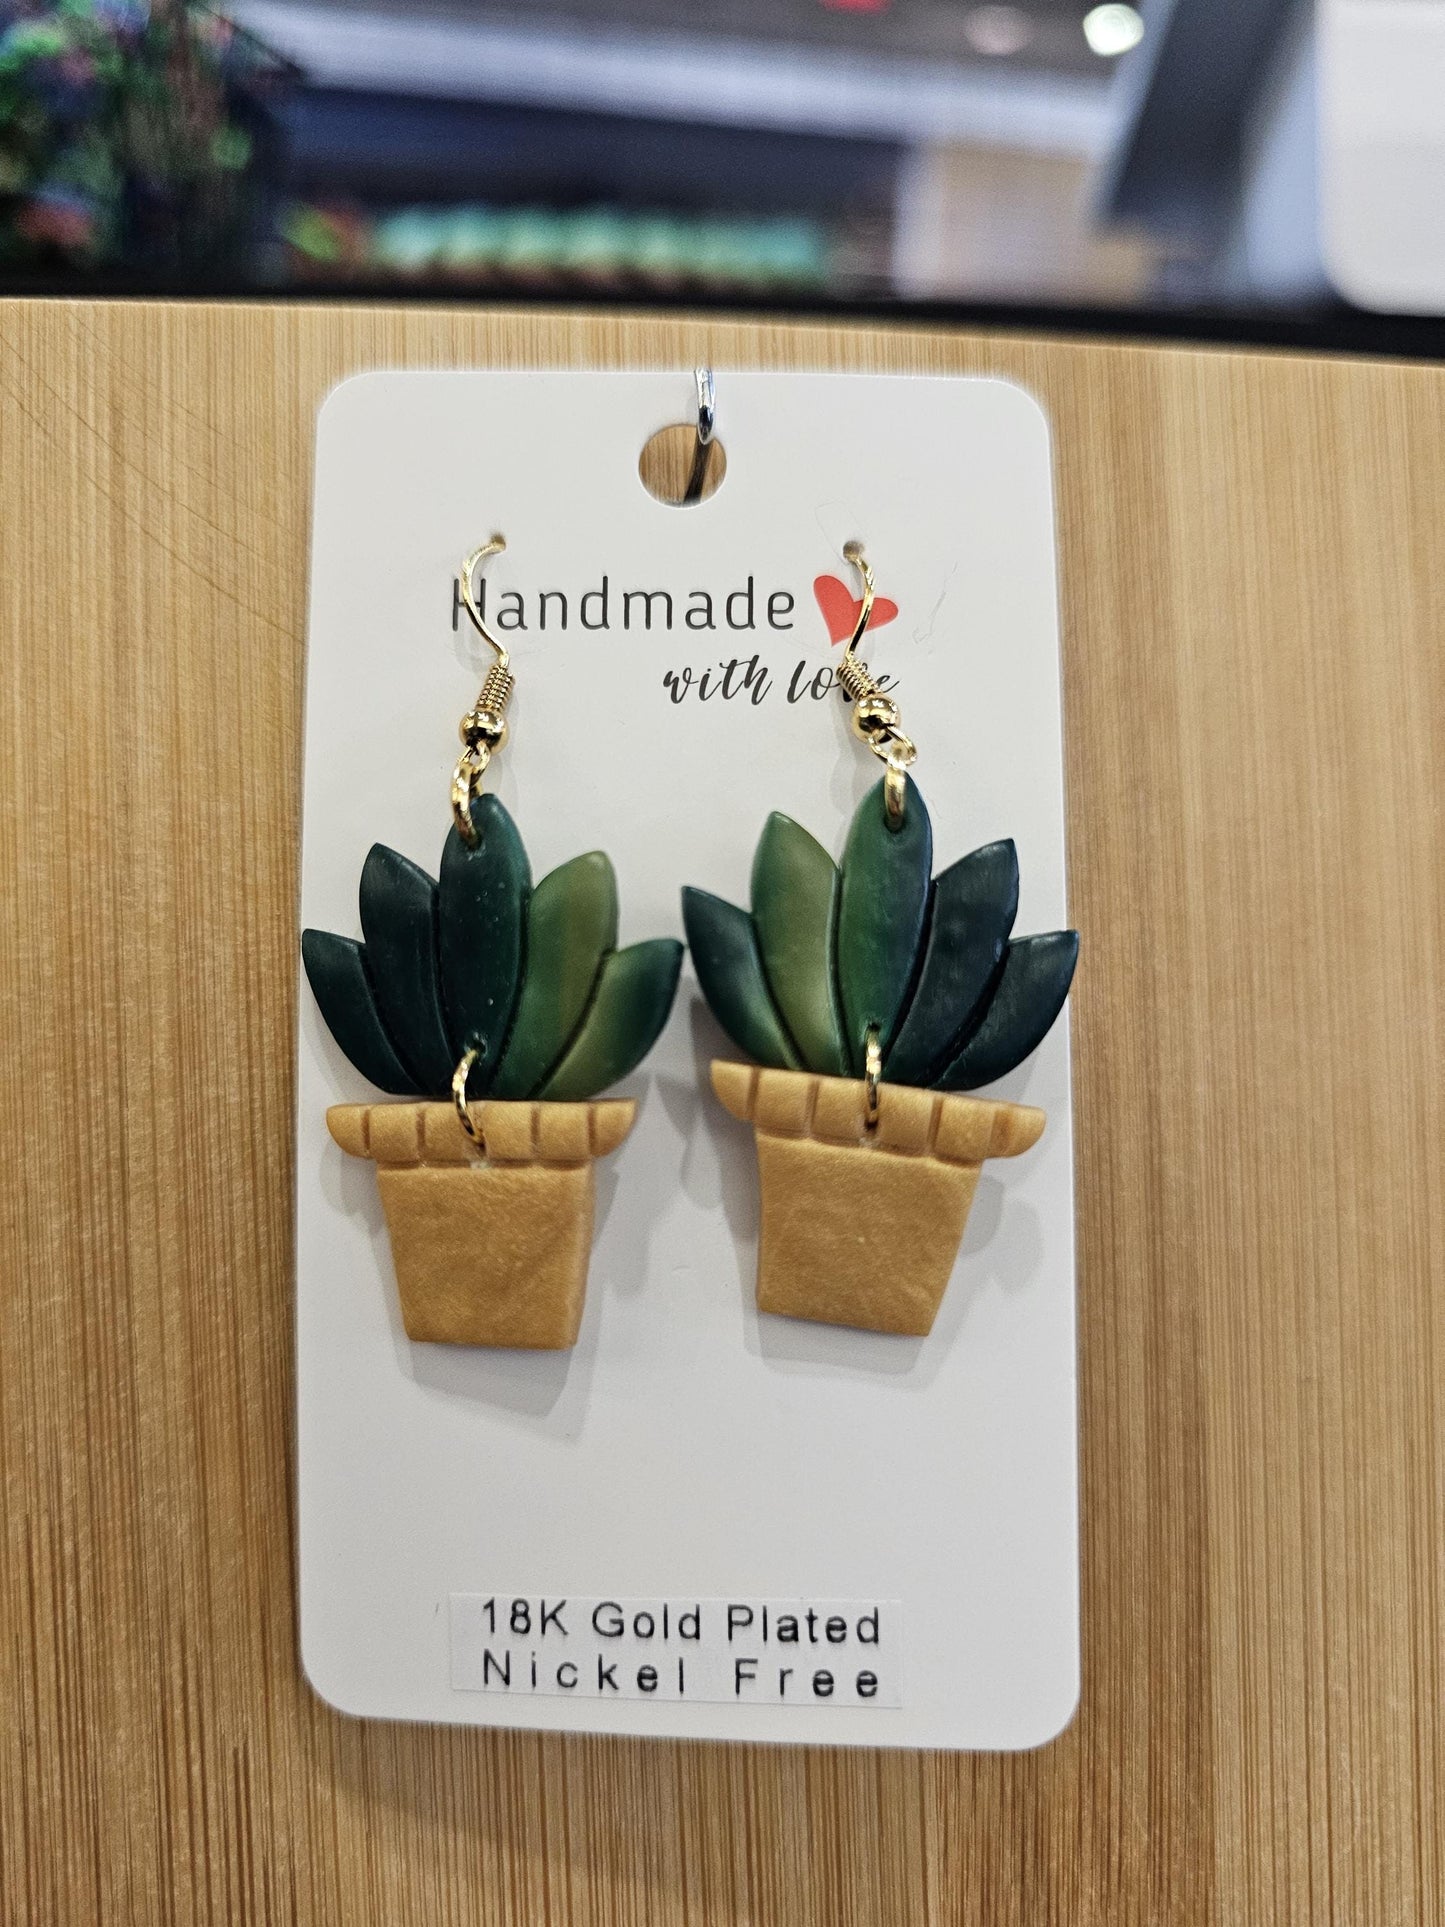 Handmade
with love
18K Gold Plated
Nickel Free